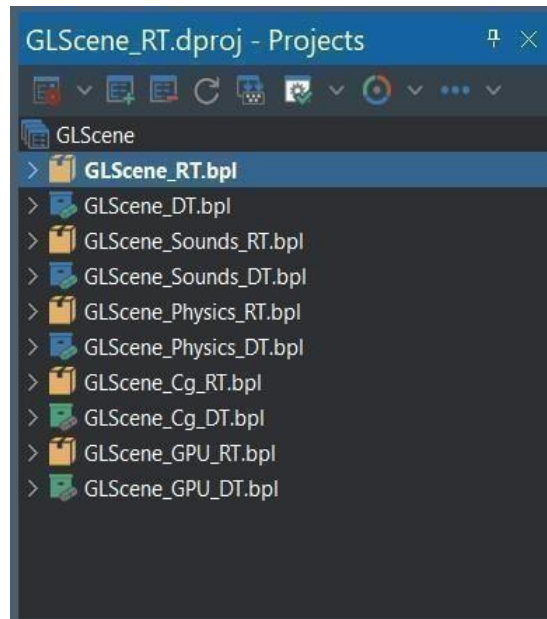 GLScene_RT.dproj - Projects
GLScene
GLScene_RT.bpl
GLScene_DT.bpl
GLScene_Sounds_RT.bpl
GLScene_Sounds_DT.bpl
GLScene_Physics_RT.bpl
GLScene_Physics_DT.bpl
GLScene_Cg_RT.bpl
GLScene_Cg_DT.bpl
GLScene_GPU_RT.bpl
GLScene_GPU_DT.bpl